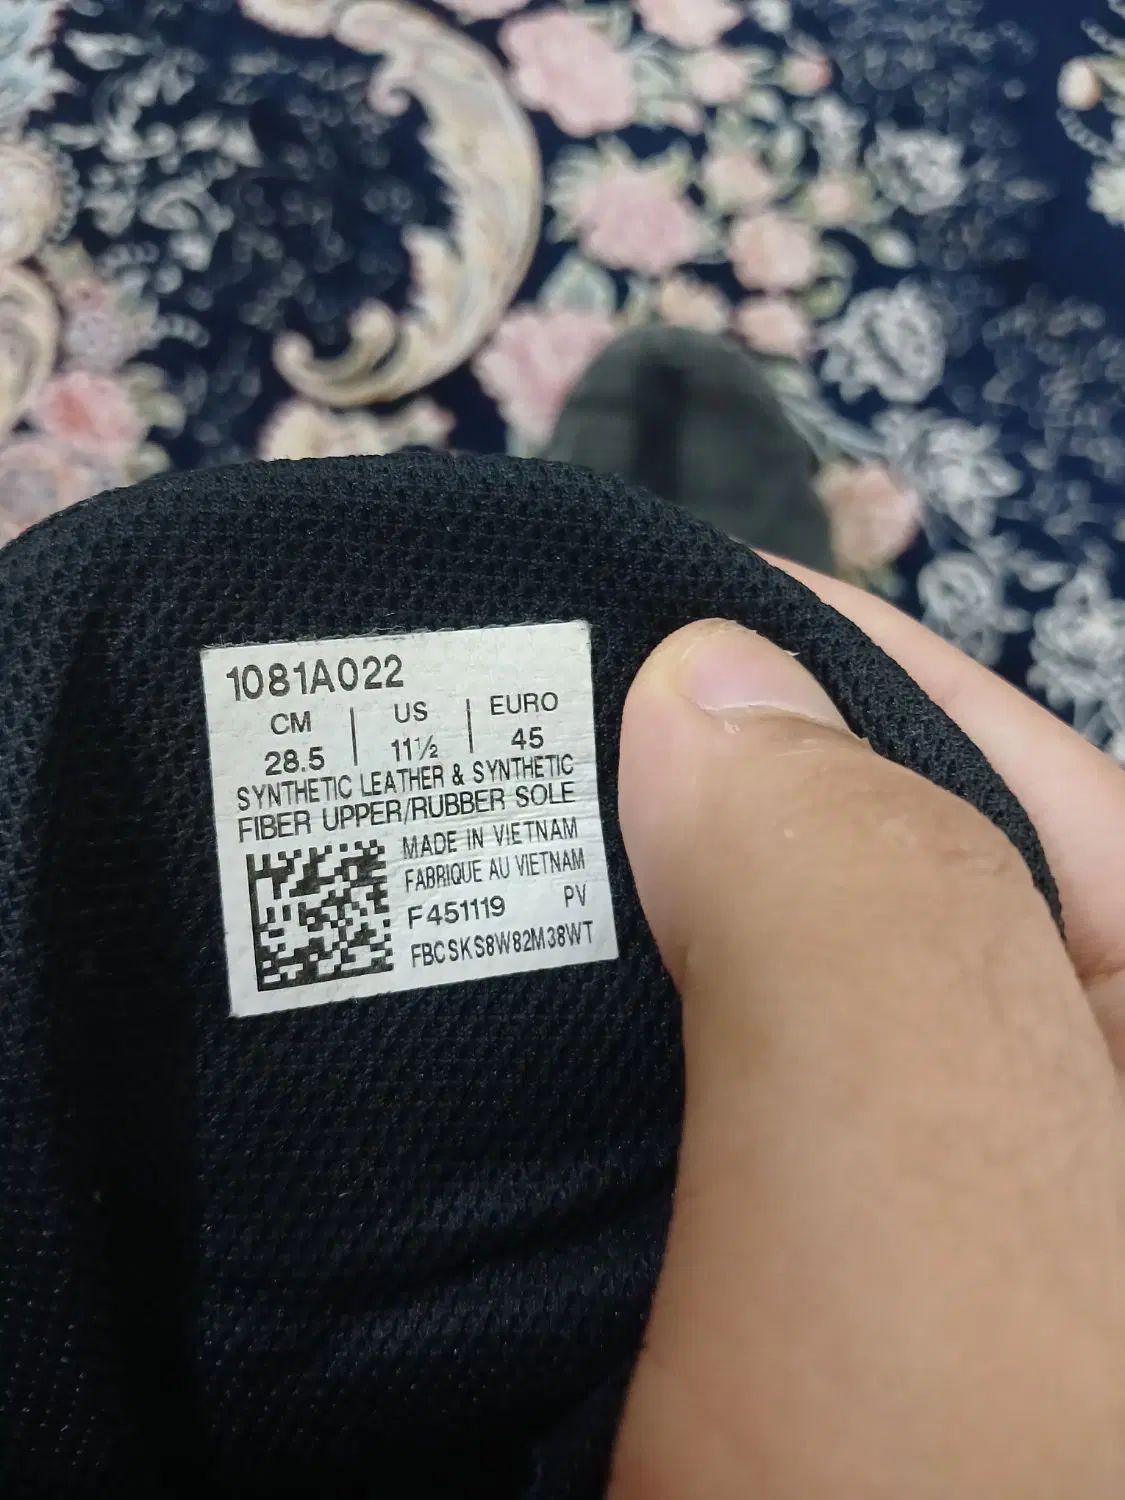 1081A022
CM | US | EURO
28.5 | 11½ | 45
SYNTHETIC LEATHER & SYNTHETIC
FIBER UPPER/RUBBER SOLE
MADE IN VIETNAM
FABRIQUE AU VIETNAM
F451119 PV
FBCSKS8W82M38WT